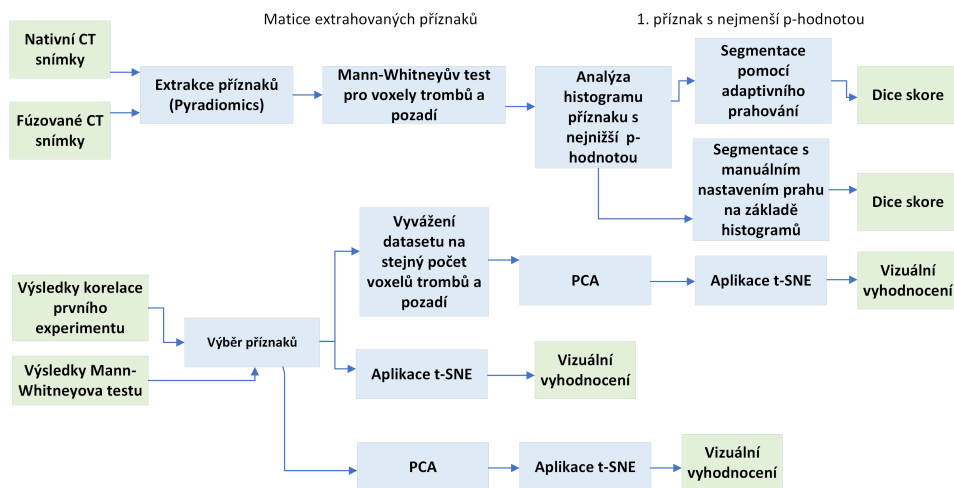 Matice extrahovaných příznaků
1. příznak s nejmenší p-hodnotou
Nativní CT
snímky
Fúzované CT
snímky
Extrakce příznaků
(Pyradiomics)
Mann-Whitneyův test
pro voxely trombů a
pozadí
Analýza
histogramu
příznaku s
nejnižší p-
hodnotou
Segmentace
pomocí
adaptivního
prahování
Dice skore
Segmentace s
manuálním
nastavením prahu
na základě
histogramů
Dice skore
Výsledky korelace
prvního
experimentu
Výsledky Mann-
Whitneyova testu
Výběr příznaků
Vyvážení
datasetu na
stejný počet
voxelů trombů a
pozadí
PCA
Aplikace t-SNE
Vizuální
vyhodnocení
Aplikace t-SNE
Vizuální
vyhodnocení
PCA
Aplikace t-SNE
Vizuální
vyhodnocení